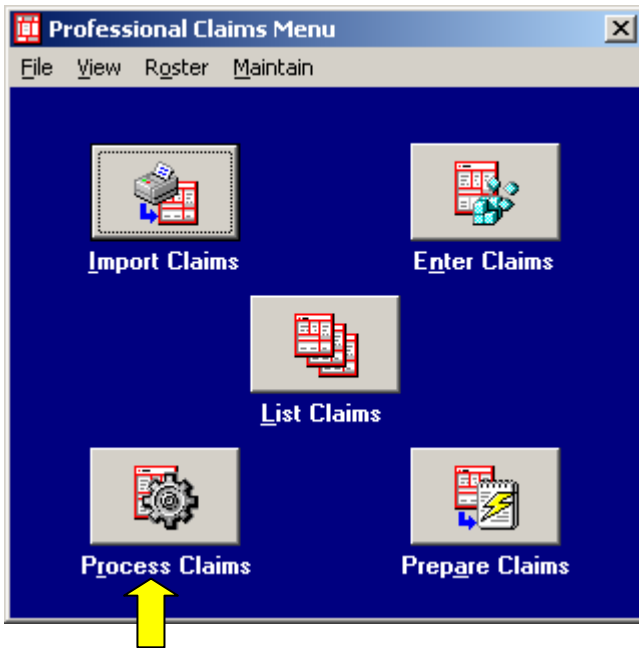 Professional Claims Menu
File View Roster Maintain
Import Claims
Enter Claims
List Claims
Process Claims
Prepare Claims